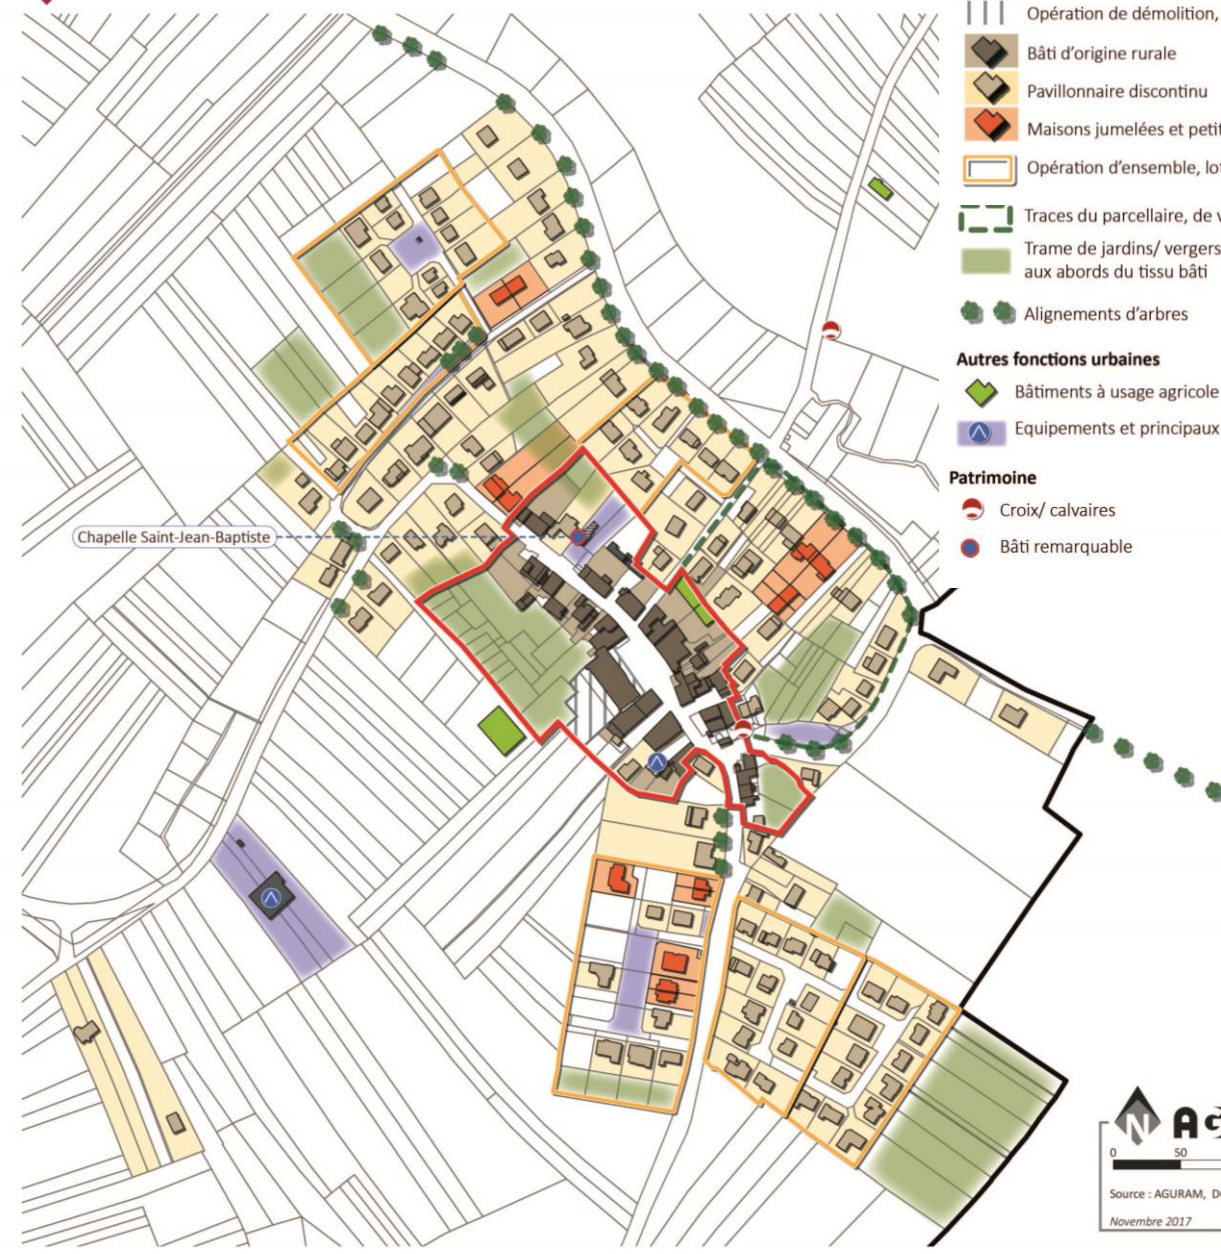 Opération de démolition,
Bâti d'origine rurale
Pavillonnaire discontinu
Maisons jumelées et petit
Opération d'ensemble, lot
Traces du parcellaire, de v
Trame de jardins/ vergers
aux abords du tissu bâti
Alignements d'arbres
Autres fonctions urbaines
Bâtiments à usage agricole
Equipements et principaux
Patrimoine
Croix/ calvaires
Bâti remarquable
Chapelle Saint-Jean-Baptiste
N
0 50
Source : AGURAM,
Novembre 2017